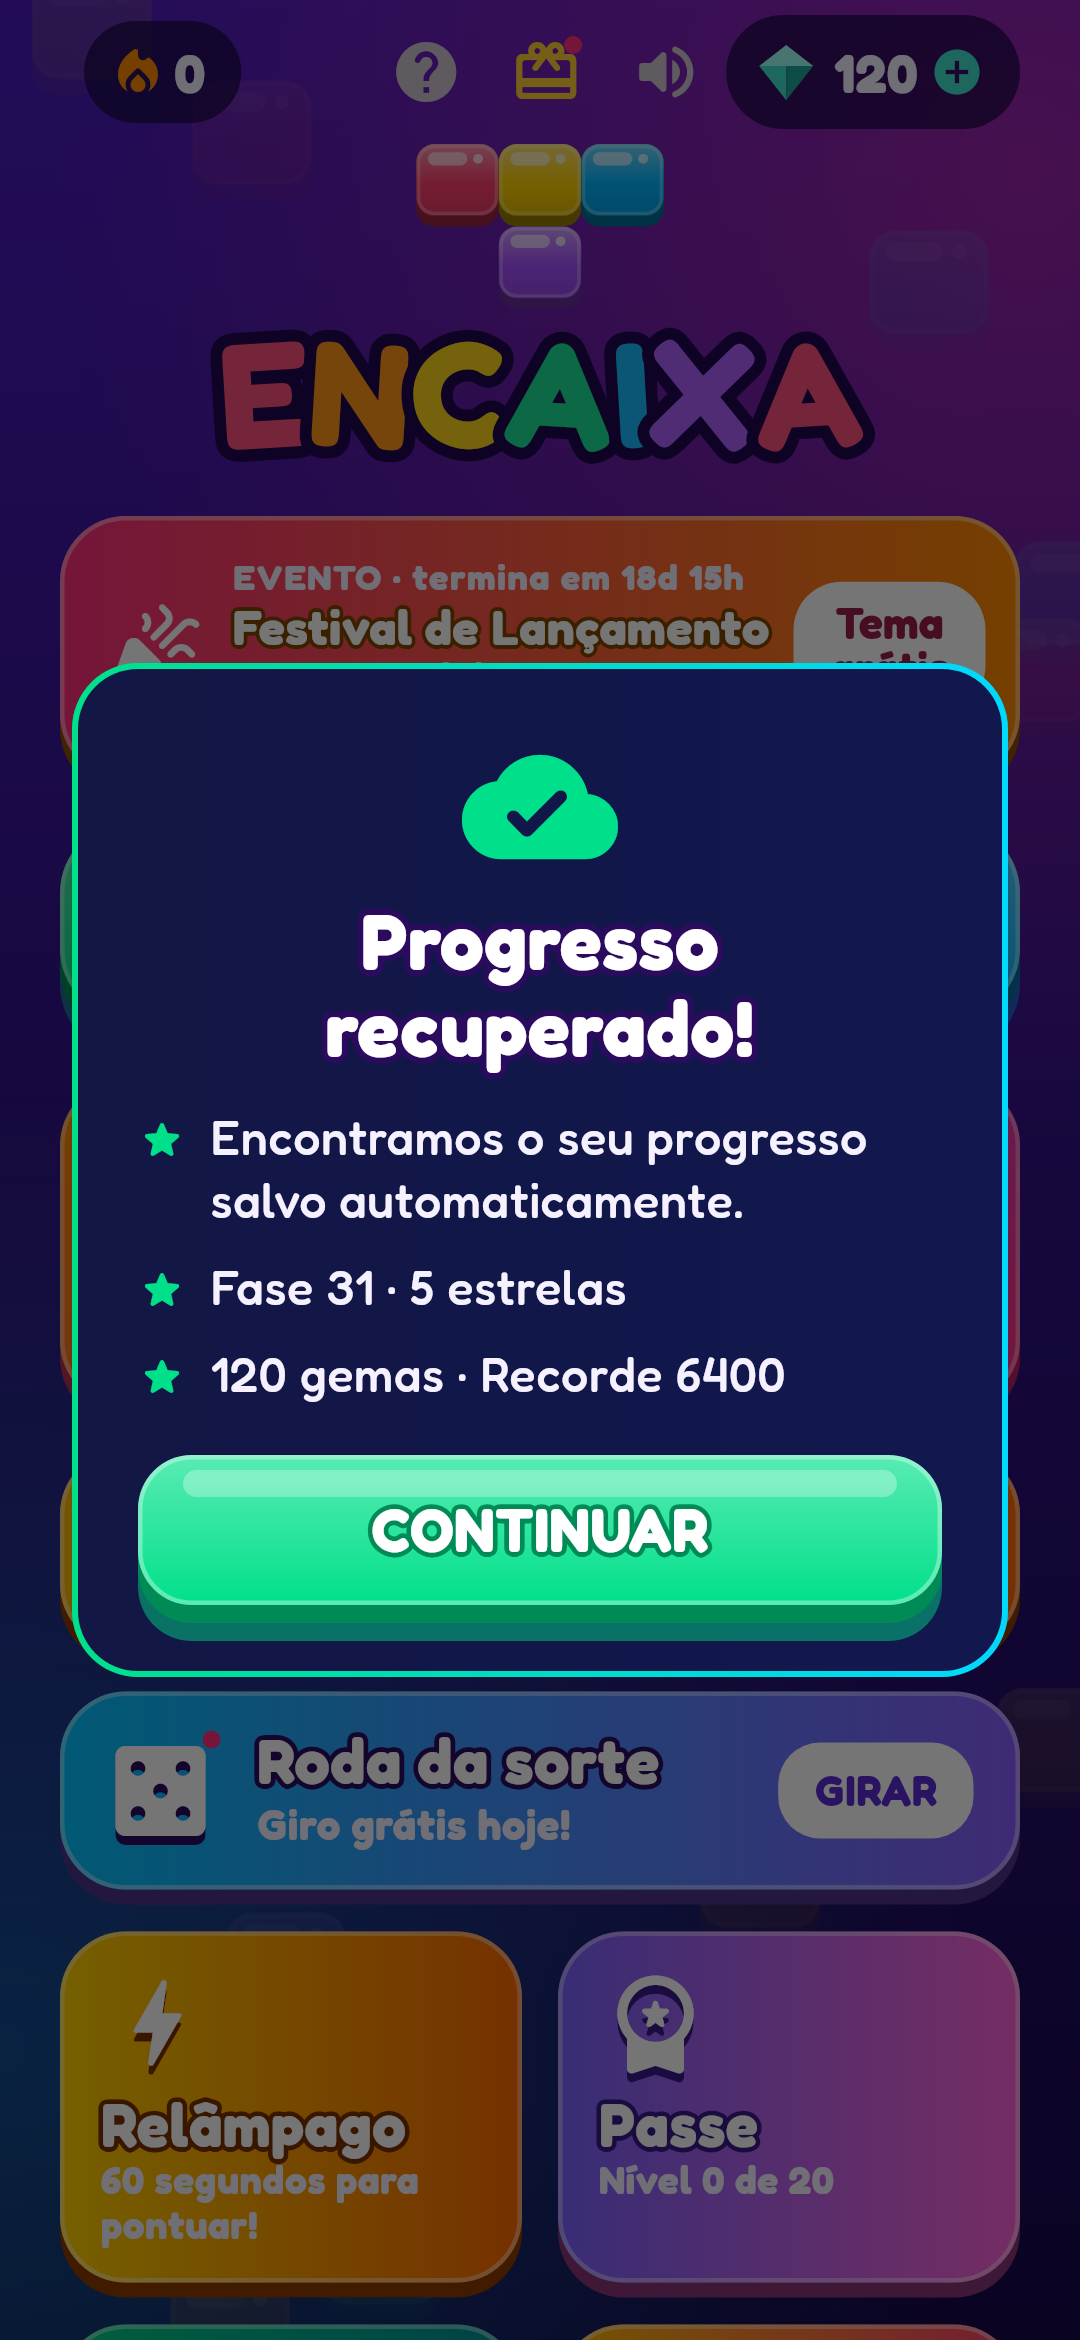 0
120
ENCAIXA
EVENTO · termina em 18d 15h
Festival de Lançamento
Tema
grátis
Progresso
recuperado!
Encontramos o seu progresso
salvo automaticamente.
Fase 31 · 5 estrelas
120 gemas · Recorde 6400
CONTINUAR
Roda da sorte
Giro grátis hoje!
GIRAR
Relâmpago
60 segundos para
pontuar!
Passe
Nível 0 de 20